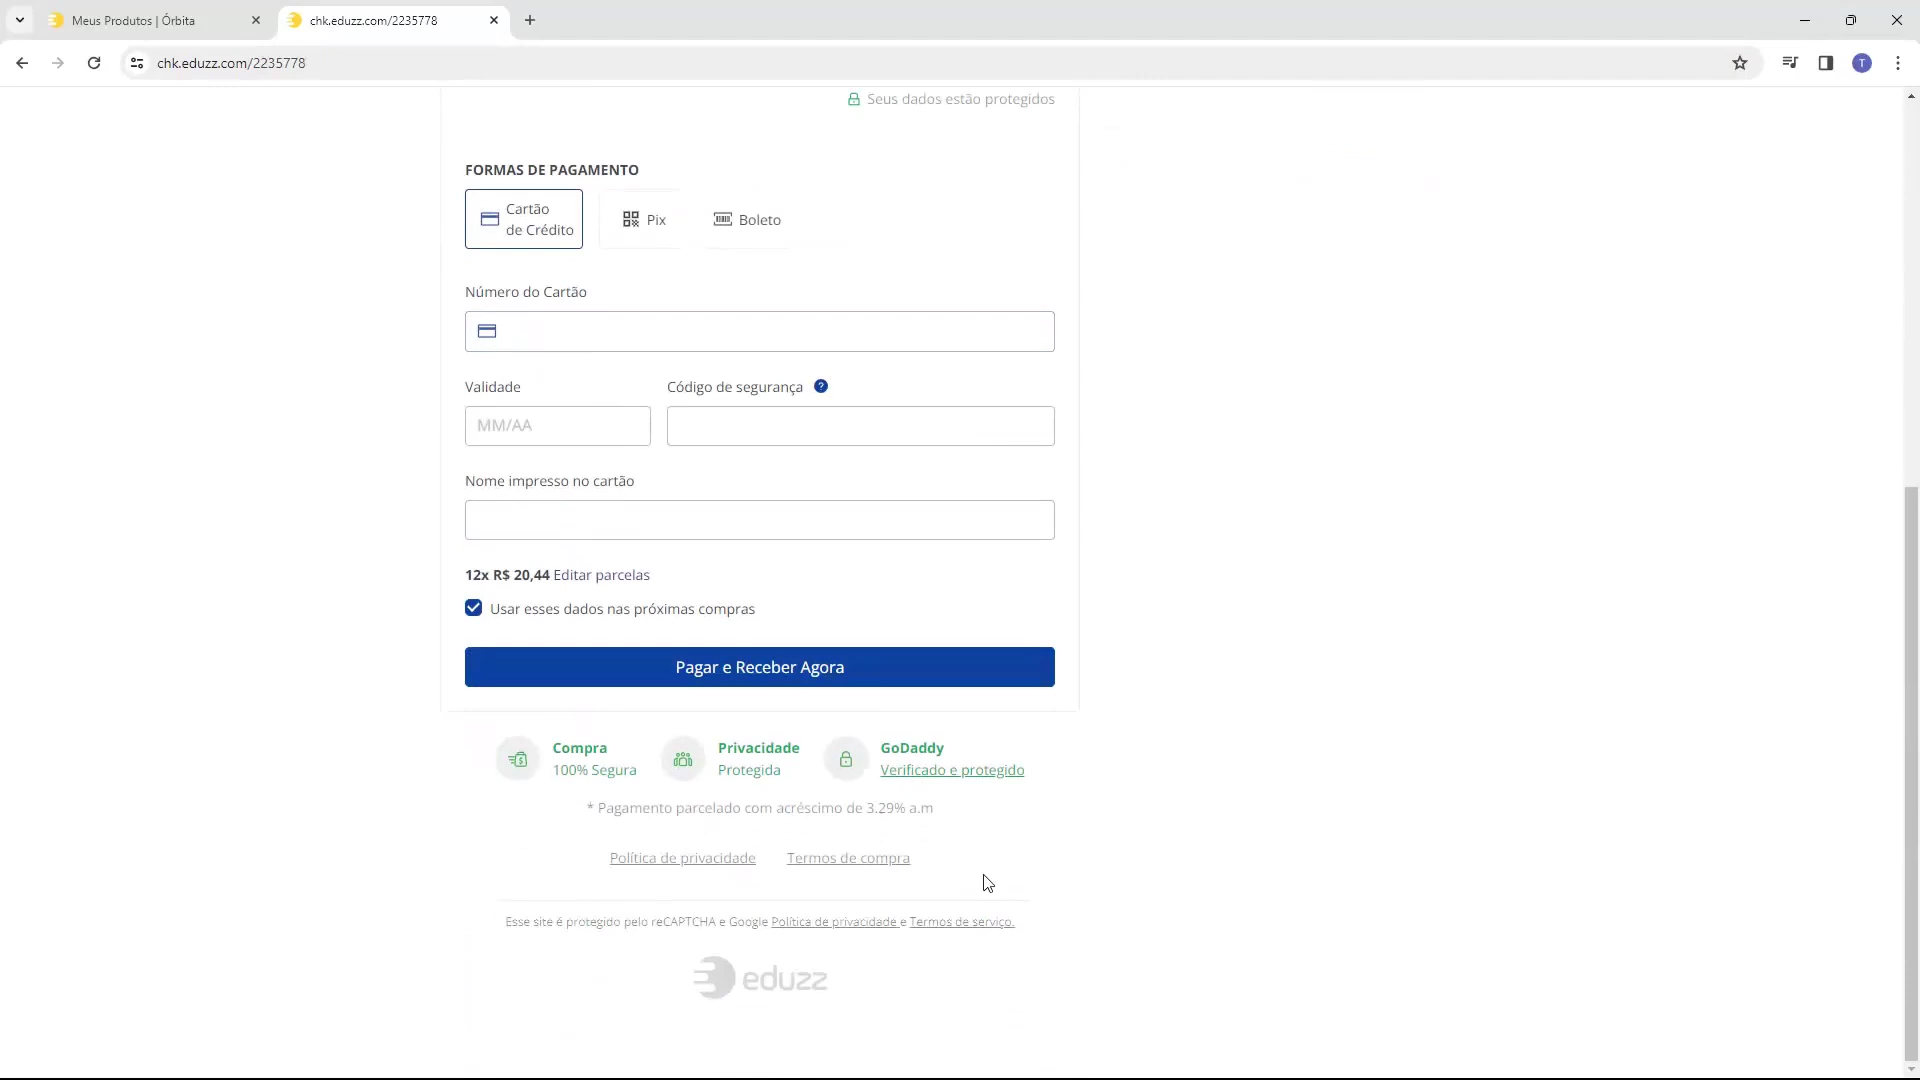 Meus Produtos | Órbita
chk.eduzz.com/2235778
chk.eduzz.com/2235778
T
Seus dados estão protegidos
FORMAS DE PAGAMENTO
Cartão
de Crédito
Pix
Boleto
Número do Cartão
Validade
Código de segurança ?
MM/AA
Nome impresso no cartão
12x R$ 20,44 Editar parcelas
Usar esses dados nas próximas compras
Pagar e Receber Agora
Compra
100% Segura
Privacidade
Protegida
GoDaddy
Verificado e protegido
* Pagamento parcelado com acréscimo de 3.29% a.m
Política de privacidade
Termos de compra
Esse site é protegido pelo reCAPTCHA e Google Política de privacidade e Termos de serviço.
eduzz